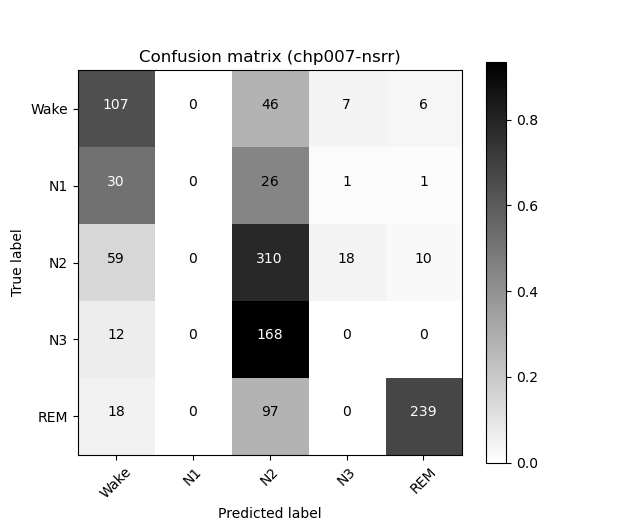 Confusion matrix (chp007-nsrr)
Wake 107 0 46 7 6
N1 30 0 26 1 1
N2 59 0 310 18 10
N3 12 0 168 0 0
REM 18 0 97 0 239
Wake N1 N2 N3 REM
Predicted label
True label
0.8
0.6
0.4
0.2
0.0